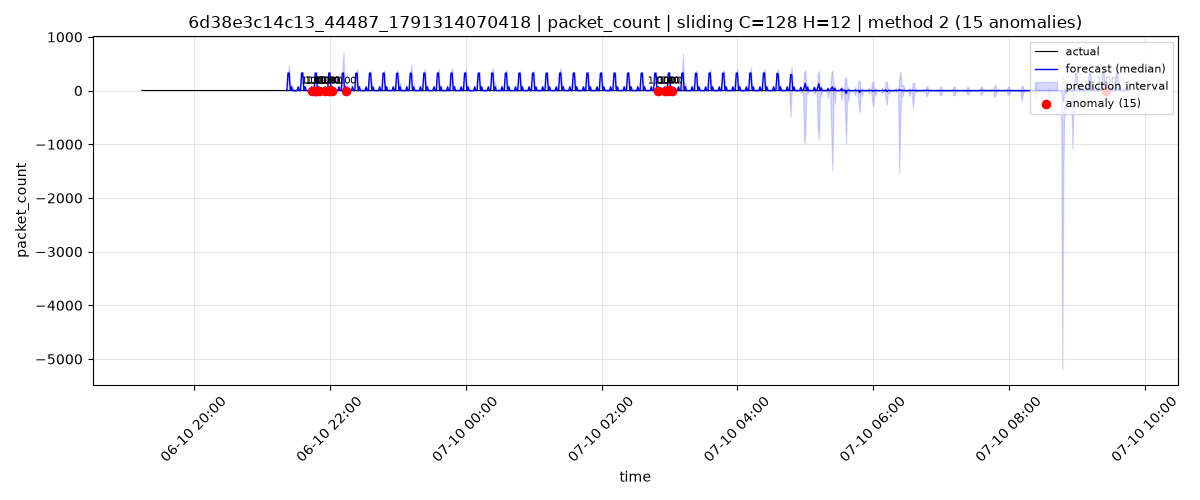 6d38e3c14c13_44487_1791314070418 | packet_count | sliding C=128 H=12 | method 2 (15 anomalies)
packet_count
1000
0
−1000
−2000
−3000
−4000
−5000
actual
forecast (median)
prediction interval
anomaly (15)
06-10 20:00
06-10 22:00
07-10 00:00
07-10 02:00
07-10 04:00
07-10 06:00
07-10 08:00
07-10 10:00
time